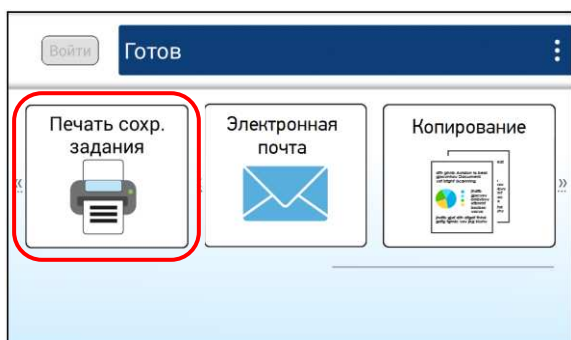 Войти
Готов
Печать сохр.
задания
Электронная
почта
Копирование